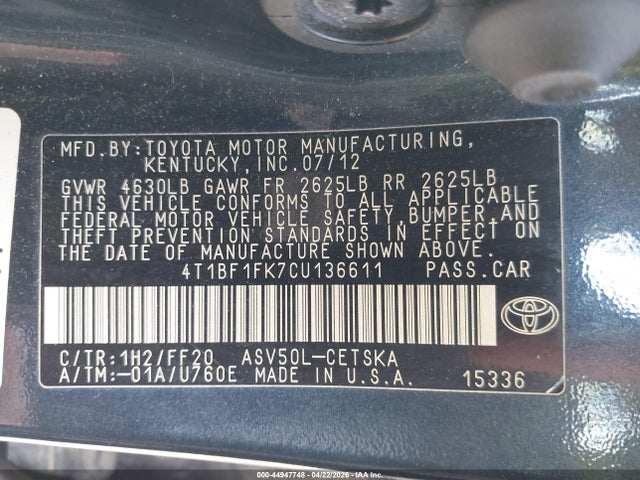 MFD.BY:TOYOTA MOTOR MANUFACTURING,
KENTUCKY,INC.07/12
GVWR 4630LB GAWR FR 2625LB RR 2625LB
THIS VEHICLE CONFORMS TO ALL APPLICABLE
FEDERAL MOTOR VEHICLE SAFETY,BUMPER,AND
THEFT PREVENTION STANDARDS IN EFFECT ON
THE DATE OF MANUFACTURE SHOWN ABOVE.
4T1BF1FK7CU136611 PASS.CAR
C/TR:1H2/FF20 ASV50L-CETSKA
A/TM:-01A/U760E MADE IN U.S.A. 15336
000-44947748 - 04/22/2026 - IAA Inc.